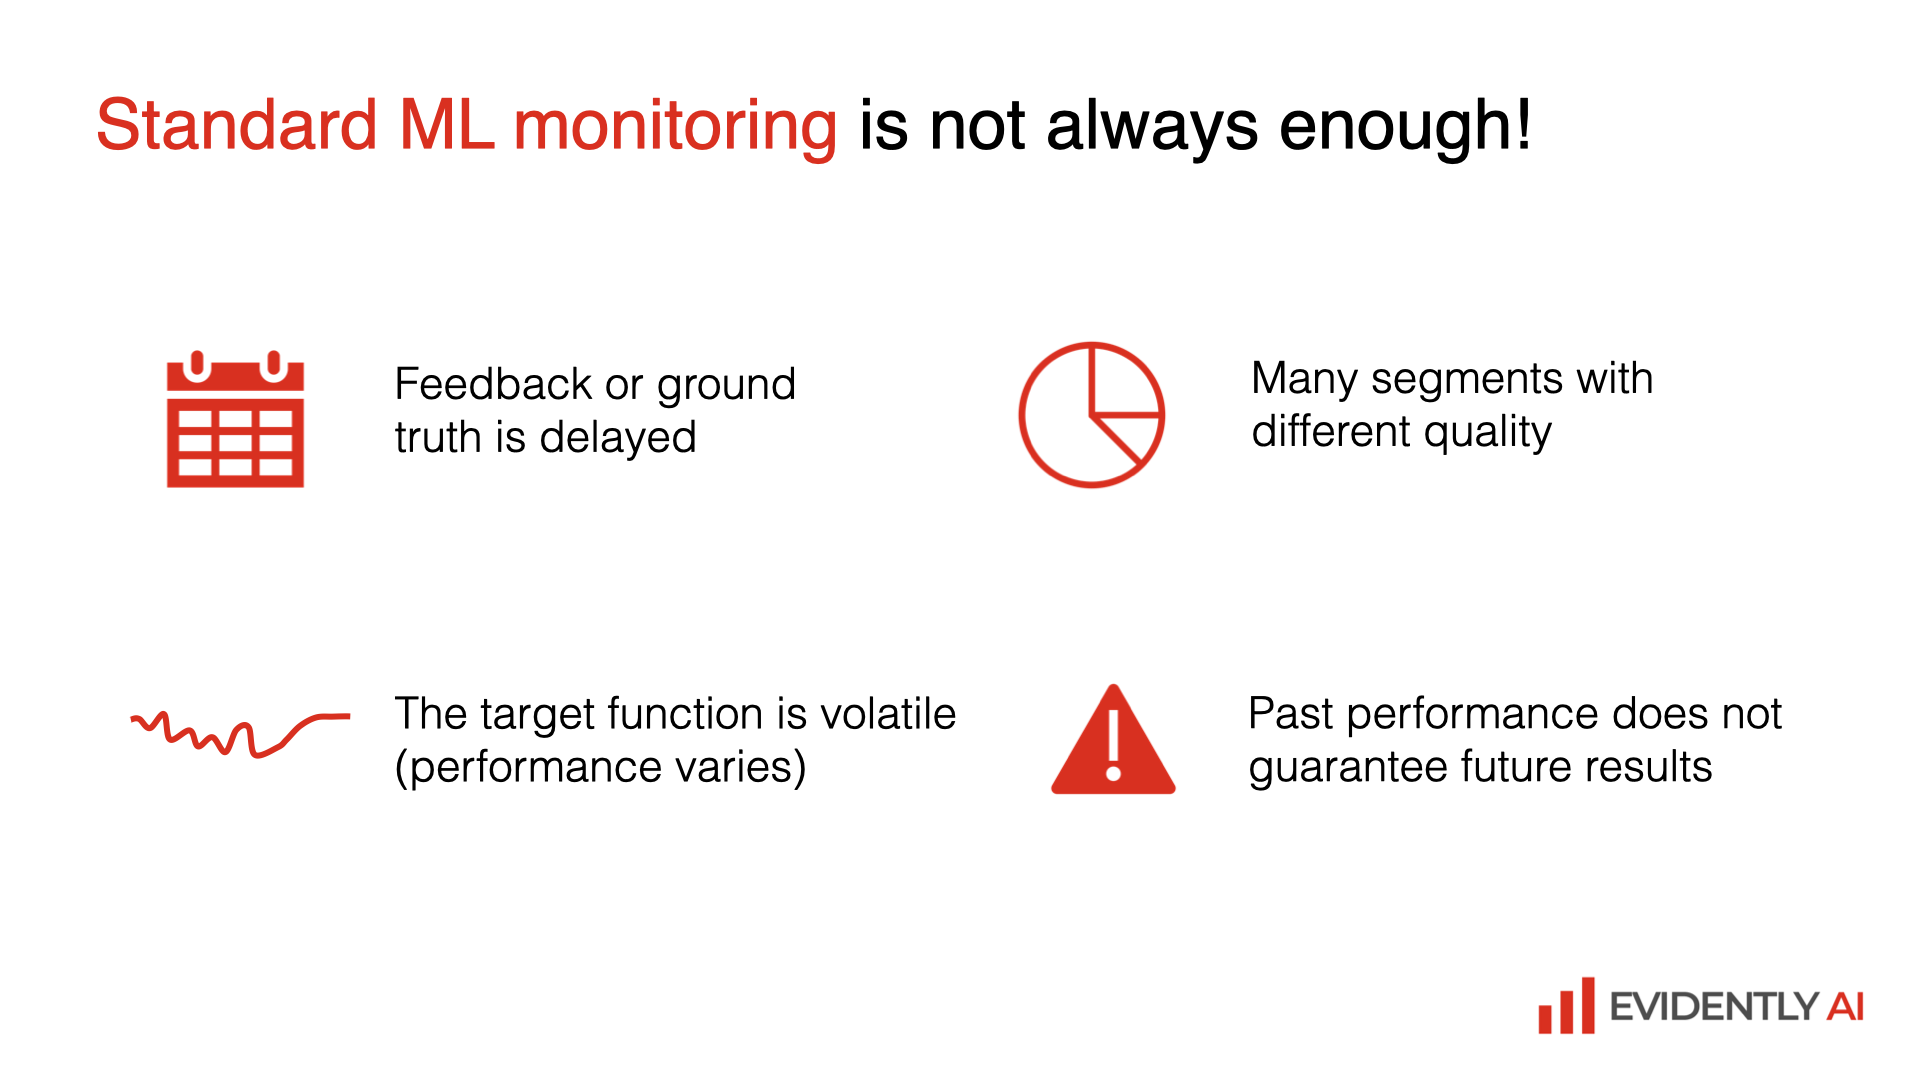 Standard ML monitoring is not always enough!
Feedback or ground
truth is delayed
Many segments with
different quality
The target function is volatile
(performance varies)
Past performance does not
guarantee future results
EVIDENTLY AI